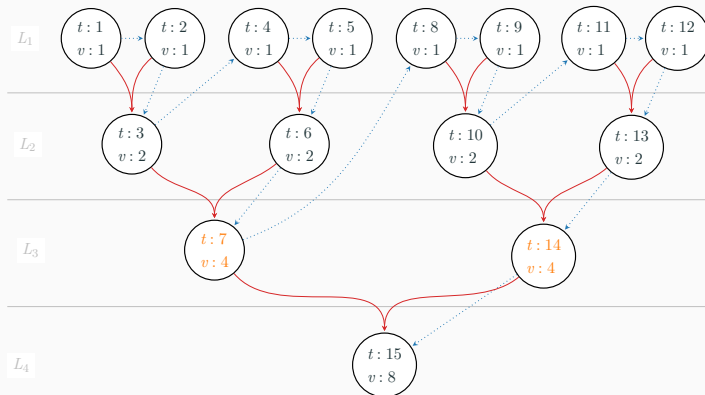 L₁
t : 1
v : 1
t : 2
v : 1
t : 4
v : 1
t : 5
v : 1
t : 8
v : 1
t : 9
v : 1
t : 11
v : 1
t : 12
v : 1
L₂
t : 3
v : 2
t : 6
v : 2
t : 10
v : 2
t : 13
v : 2
L₃
t : 7
v : 4
t : 14
v : 4
L₄
t : 15
v : 8